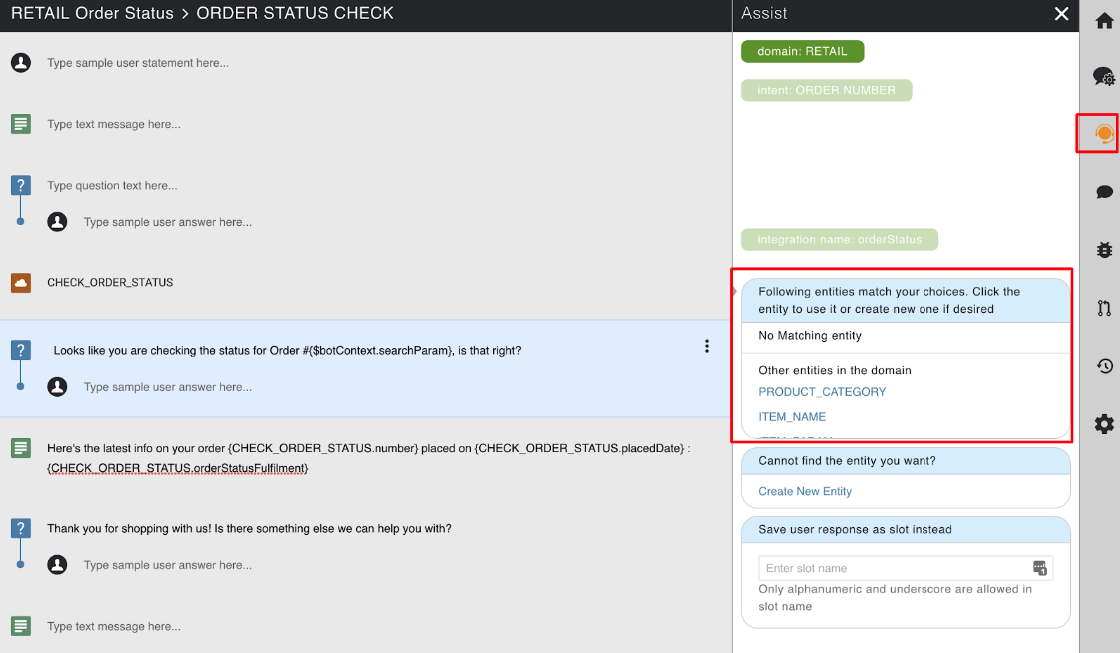 RETAIL Order Status > ORDER STATUS CHECK
Type sample user statement here...
Type text message here...
Type question text here...
Type sample user answer here...
CHECK_ORDER_STATUS
Looks like you are checking the status for Order #{$botContext.searchParam}, is that right?
Type sample user answer here...
Here's the latest info on your order {CHECK_ORDER_STATUS.number} placed on {CHECK_ORDER_STATUS.placedDate} :
{CHECK_ORDER_STATUS.orderStatusFulfilment}
Thank you for shopping with us! Is there something else we can help you with?
Type sample user answer here...
Type text message here...
Assist
domain: RETAIL
intent: ORDER NUMBER
integration name: orderStatus
Following entities match your choices. Click the
entity to use it or create new one if desired
No Matching entity
Other entities in the domain
PRODUCT_CATEGORY
ITEM_NAME
Cannot find the entity you want?
Create New Entity
Save user response as slot instead
Enter slot name
Only alphanumeric and underscore are allowed in
slot name